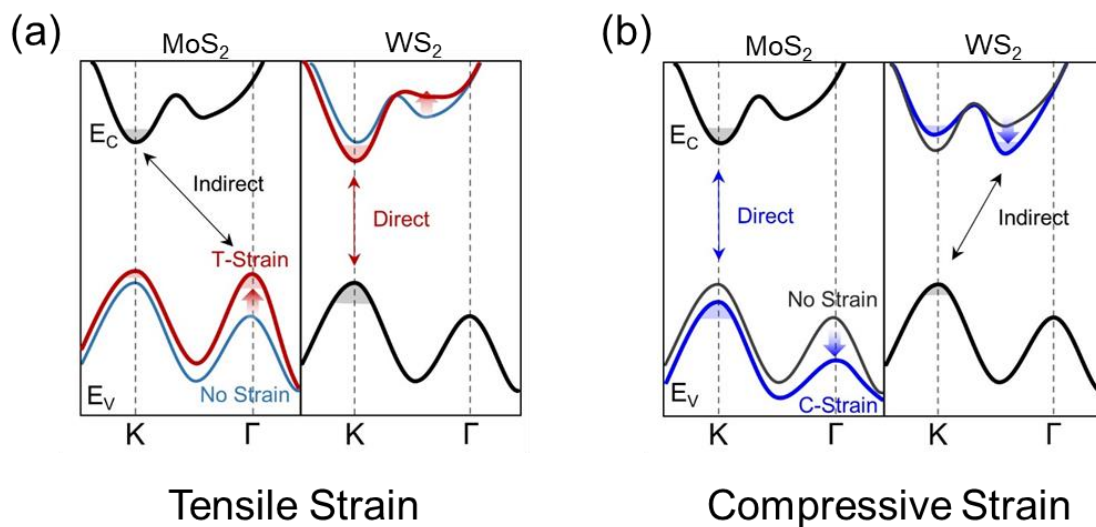 (a)
MoS2
WS2
EC
Indirect
Direct
T-Strain
No Strain
EV
K
Γ
K
Γ
Tensile Strain
(b)
MoS2
WS2
EC
Direct
Indirect
No Strain
C-Strain
EV
K
Γ
K
Γ
Compressive Strain